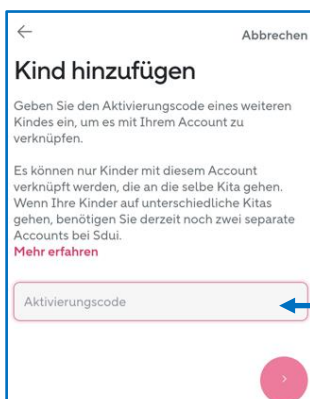 Abbrechen
Kind hinzufügen
Geben Sie den Aktivierungscode eines weiteren
Kindes ein, um es mit Ihrem Account zu
verknüpfen.
Es können nur Kinder mit diesem Account
verknüpft werden, die an die selbe Kita gehen.
Wenn Ihre Kinder auf unterschiedliche Kitas
gehen, benötigen Sie derzeit noch zwei separate
Accounts bei Sdui.
Mehr erfahren
Aktivierungscode